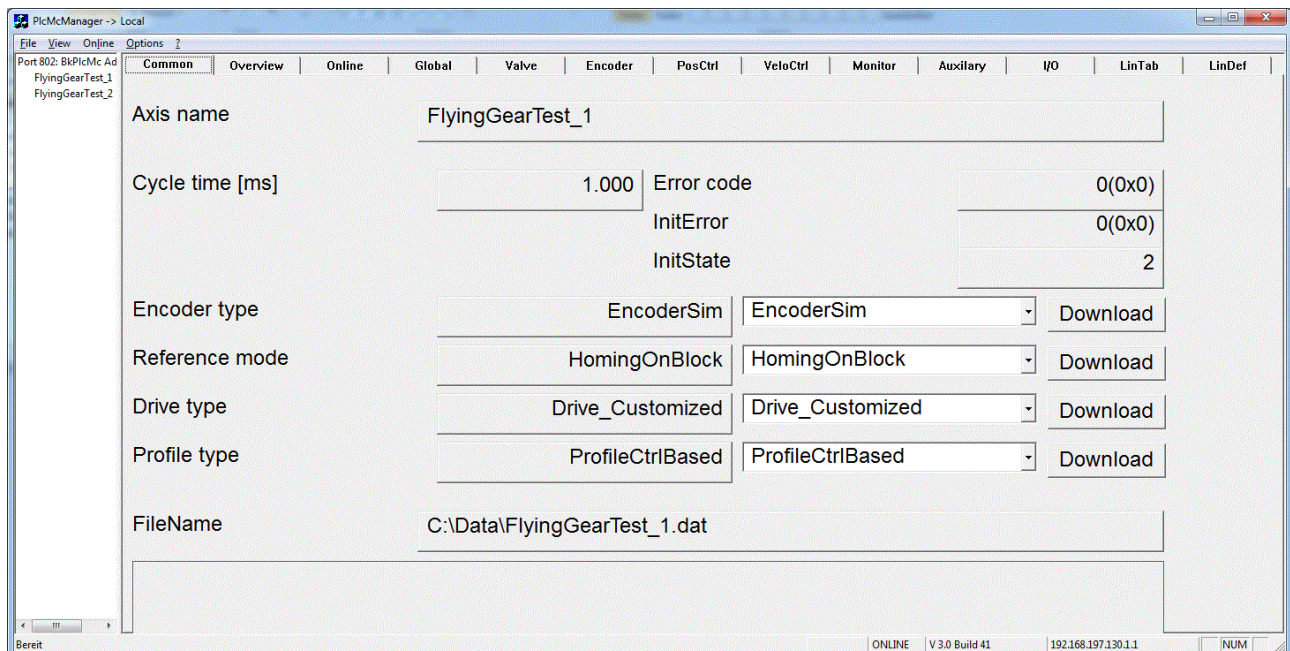 PlcMcManager -> Local
File View Online Options ?
Port 802: BkPlcMc Ad
FlyingGearTest_1
FlyingGearTest_2
Common Overview Online Global Valve Encoder PosCtrl VeloCtrl Monitor Auxilary I/O LinTab LinDef
Axis name FlyingGearTest_1
Cycle time [ms] 1.000 Error code 0(0x0)
InitError 0(0x0)
InitState 2
Encoder type EncoderSim EncoderSim Download
Reference mode HomingOnBlock HomingOnBlock Download
Drive type Drive_Customized Drive_Customized Download
Profile type ProfileCtrlBased ProfileCtrlBased Download
FileName C:\Data\FlyingGearTest_1.dat
Bereit ONLINE V 3.0 Build 41 192.168.197.130.1.1 NUM